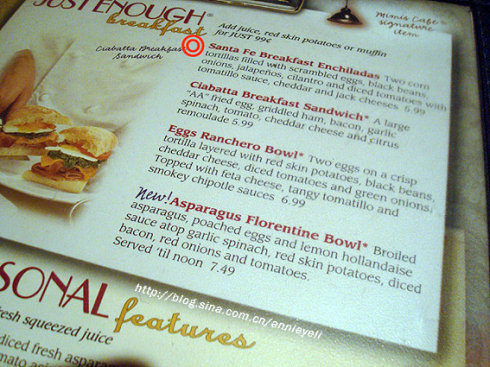 JUST ENOUGH
breakfast
Add juice, red skin potatoes or muffin
for JUST 99¢
Mimis Cafe
signature
item
Ciabatta Breakfast
Sandwich
Santa Fe Breakfast Enchiladas Two corn
tortillas filled with scrambled eggs, black beans,
onions, jalapeños, cilantro and diced tomatoes with
tomatillo sauce, cheddar and jack cheeses. 6.99
Ciabatta Breakfast Sandwich* A large
"AA" fried egg, griddled ham, bacon, garlic
spinach, tomato, cheddar cheese and citrus
remoulade 5.99
Eggs Ranchero Bowl* Two eggs on a crisp
tortilla layered with red skin potatoes, black beans,
cheddar cheese, diced tomatoes and green onions.
Topped with feta cheese, tangy tomatillo and
smokey chipotle sauces 6.99
New! Asparagus Florentine Bowl* Broiled
asparagus, poached eggs and lemon hollandaise
sauce atop garlic spinach, red skin potatoes, diced
bacon, red onions and tomatoes.
Served 'til noon 7.49
SONAL
features
fresh squeezed juice
diced fresh
http://blog.sina.com.cn/annieyeli